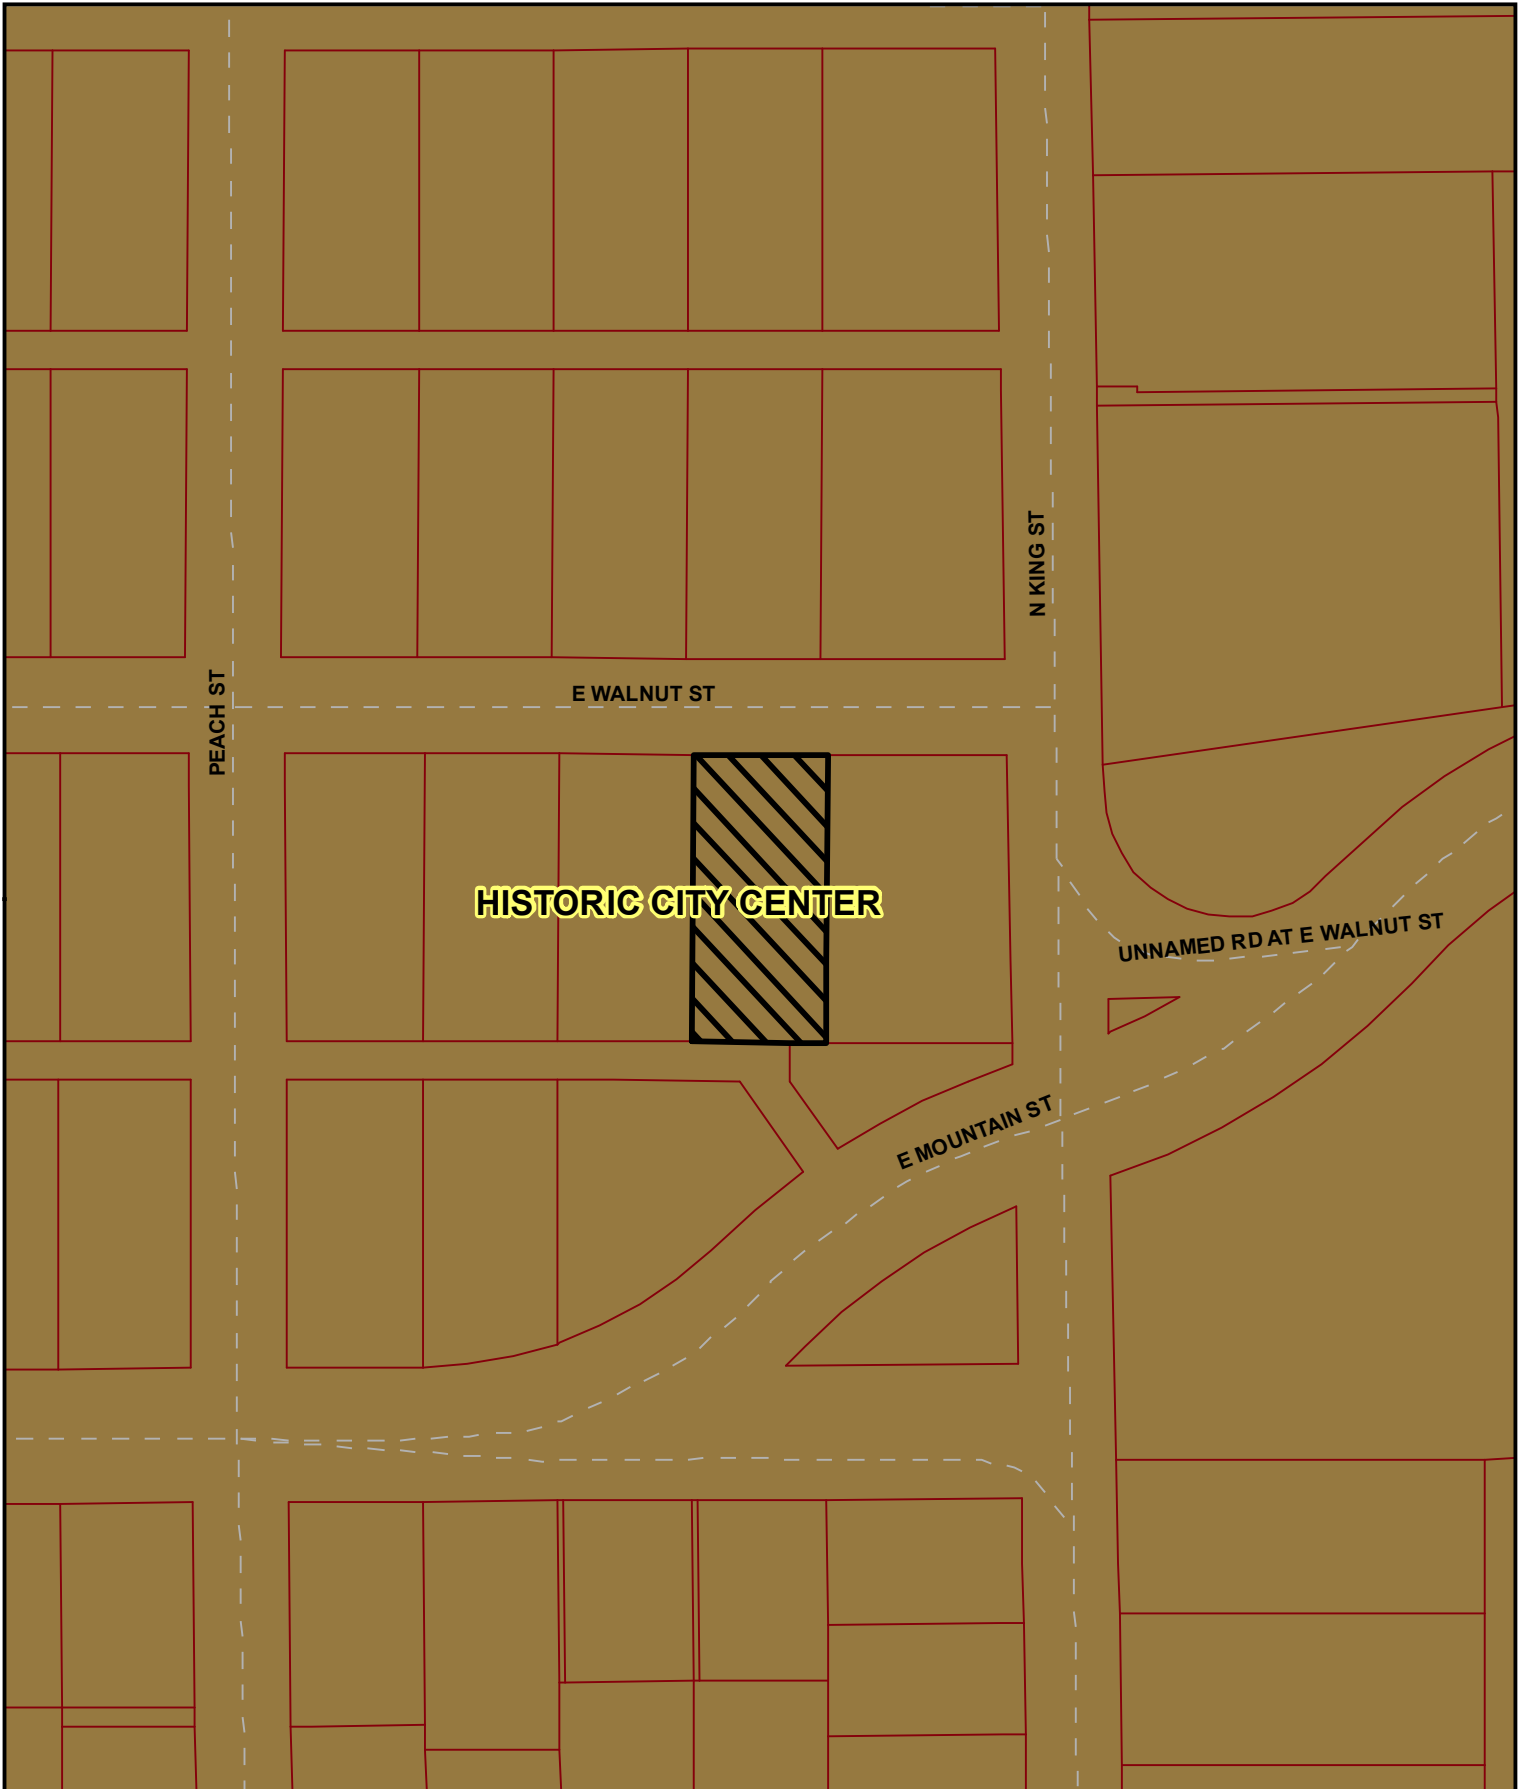 N KING ST
PEACH ST
E WALNUT ST
HISTORIC CITY CENTER
UNNAMED RD AT E WALNUT ST
E MOUNTAIN ST